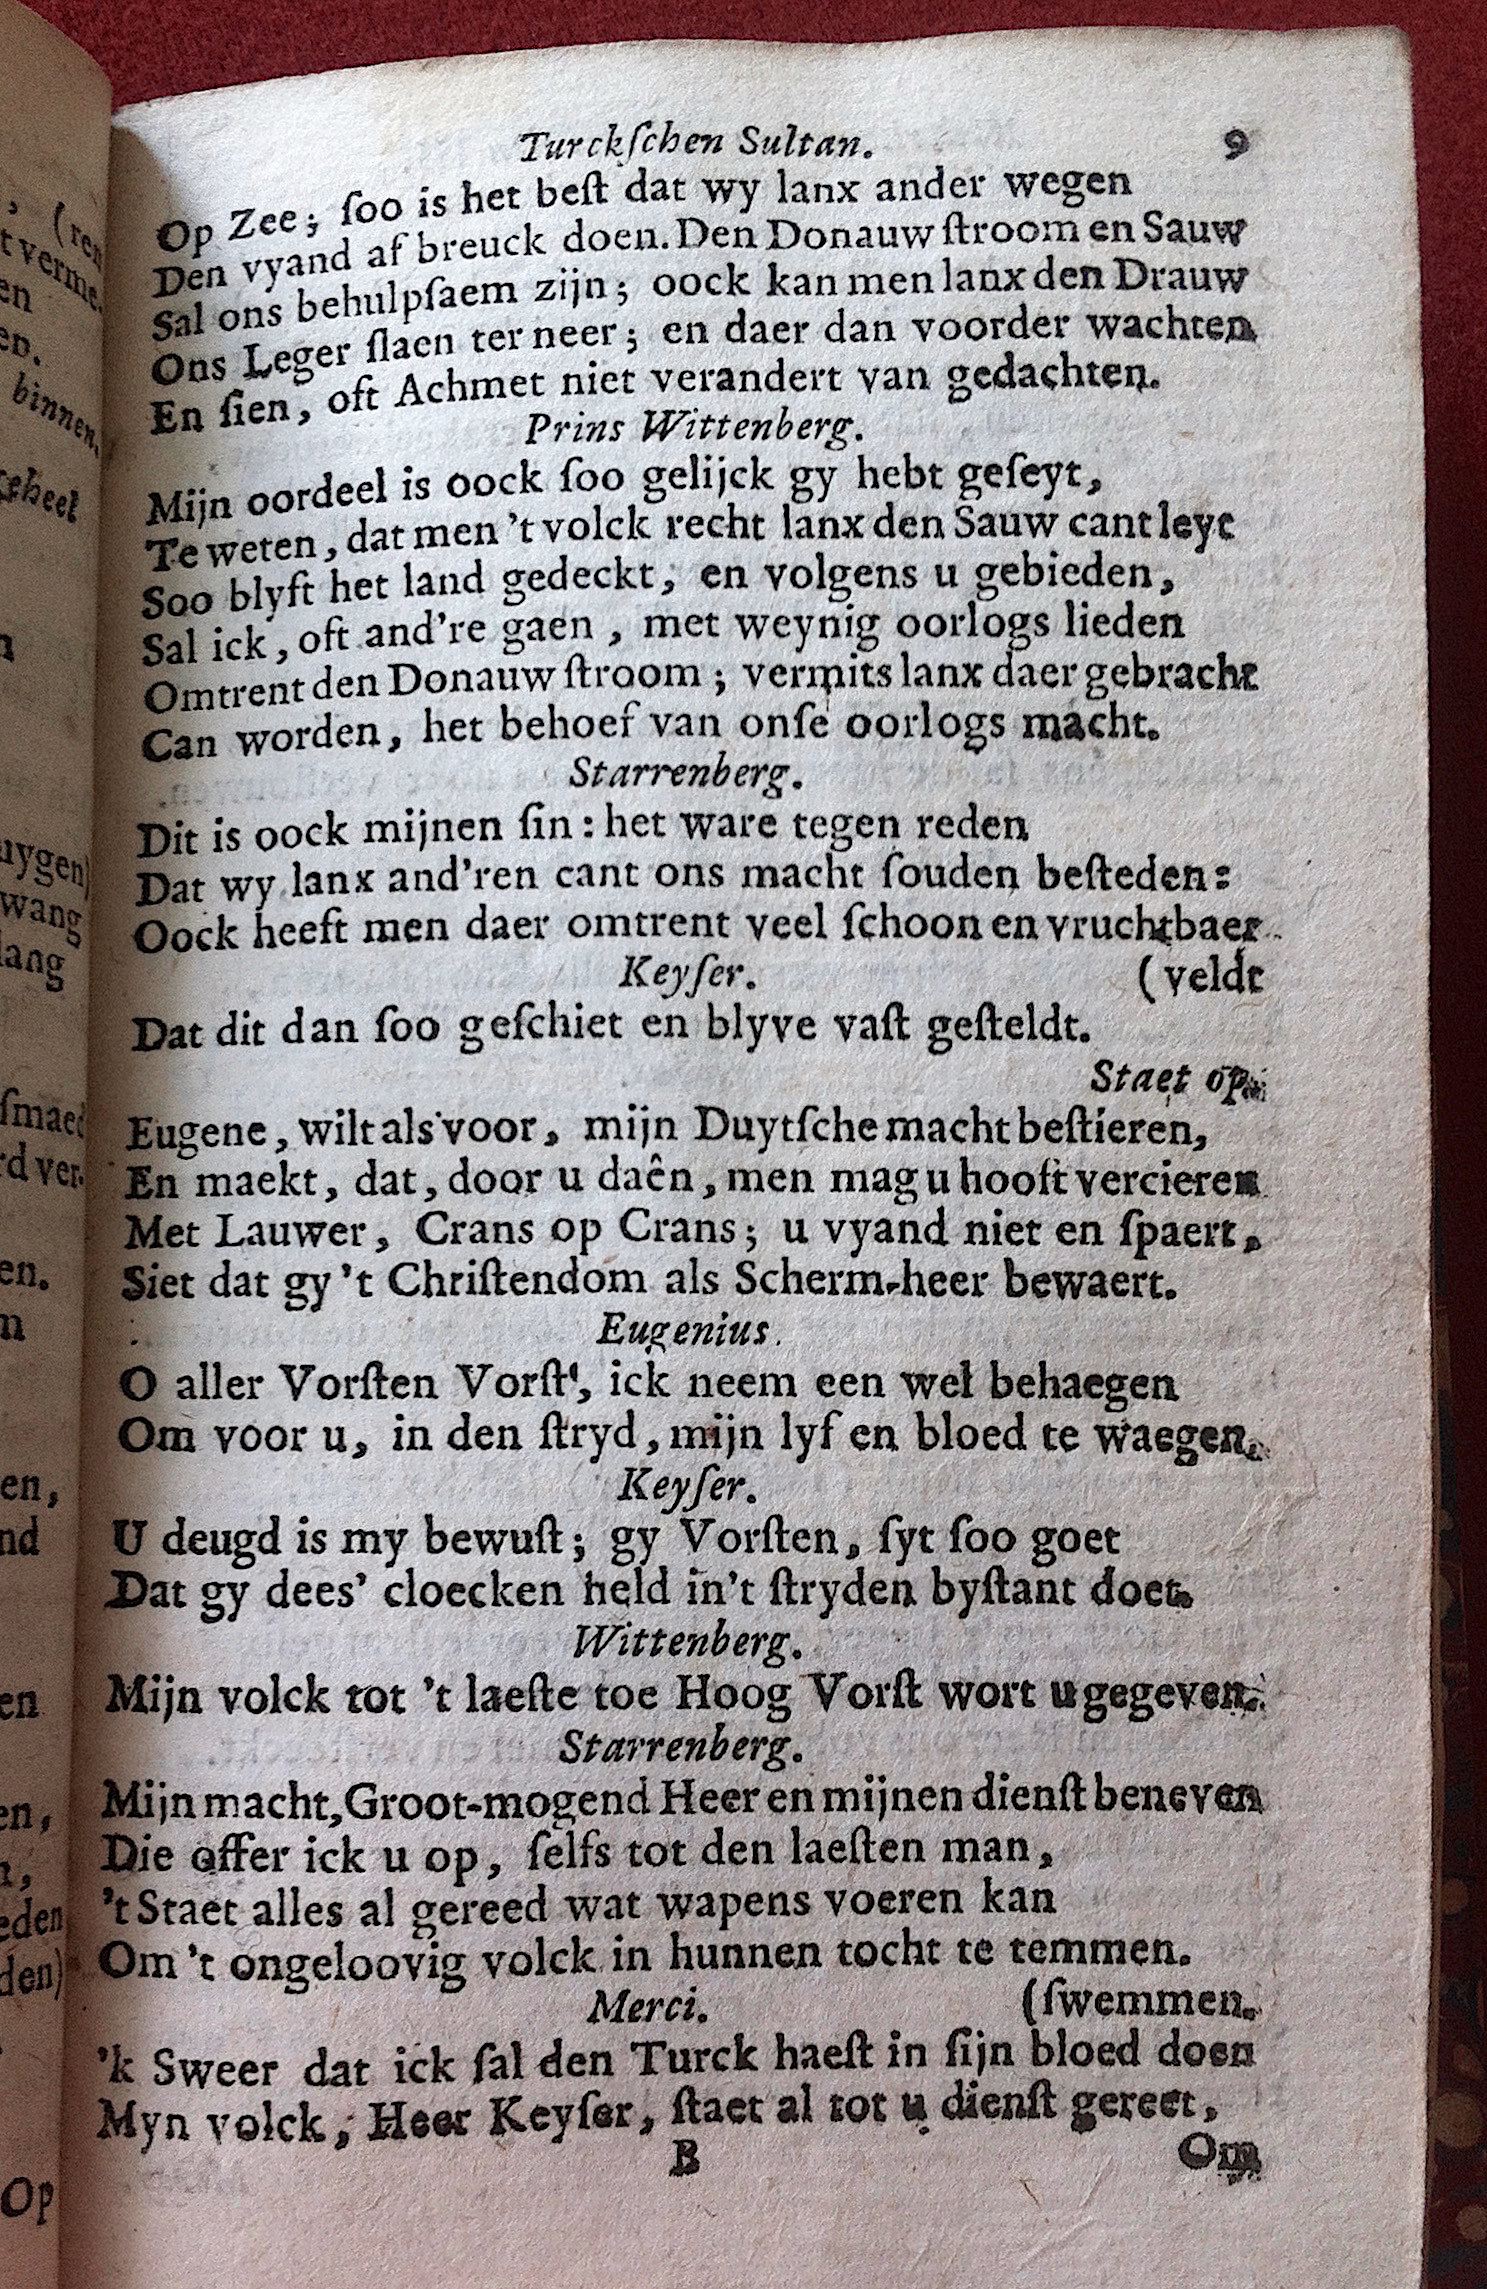 Turckſchen Sultan. 9
Op Zee; ſoo is het beſt dat wy lanx ander wegen
Den vyand af breuck doen. Den Donauw ſtroom en Sauw
Sal ons behulpſaem zijn; oock kan men lanx den Drauw
Ons Leger ſlaen ter neer; en daer dan voorder wachten
En ſien, oft Achmet niet verandert van gedachten.
Prins Wittenberg.
Mijn oordeel is oock ſoo gelijck gy hebt geſeyt,
Te weten, dat men 't volck recht lanx den Sauw cant leyt
Soo blyft het land gedeckt, en volgens u gebieden,
Sal ick, oft and're gaen, met weynig oorlogs lieden
Omtrent den Donauw ſtroom; vermits lanx daer gebracht
Can worden, het behoef van onſe oorlogs macht.
Starrenberg.
Dit is oock mijnen ſin: het ware tegen reden
Dat wy lanx and'ren cant ons macht ſouden beſteden:
Oock heeft men daer omtrent veel ſchoon en vruchtbaer
Keyſer. (veldt
Dat dit dan ſoo geſchiet en blyve vaſt geſteldt.
Staet op.
Eugene, wilt als voor, mijn Duytſche macht beſtieren,
En maekt, dat, door u daên, men mag u hooft vercieren
Met Lauwer, Crans op Crans; u vyand niet en ſpaert,
Siet dat gy 't Chriſtendom als Scherm-heer bewaert.
Eugenius.
O aller Vorſten Vorſt', ick neem een wel behaegen
Om voor u, in den ſtryd, mijn lyf en bloed te waegen.
Keyſer.
U deugd is my bewuſt; gy Vorſten, ſyt ſoo goet
Dat gy dees' cloecken held in't ſtryden byſtant doet.
Wittenberg.
Mijn volck tot 't laeſte toe Hoog Vorſt wort u gegeven.
Starrenberg.
Mijn macht, Groot-mogend Heer en mijnen dienſt beneven
Die offer ick u op, ſelfs tot den laeſten man,
't Staet alles al gereed wat wapens voeren kan
Om 't ongeloovig volck in hunnen tocht te temmen.
Merci. (ſwemmen.
'k Sweer dat ick ſal den Turck haeſt in ſijn bloed doen
Myn volck, Heer Keyſer, ſtaet al tot u dienſt gereet,
B Om